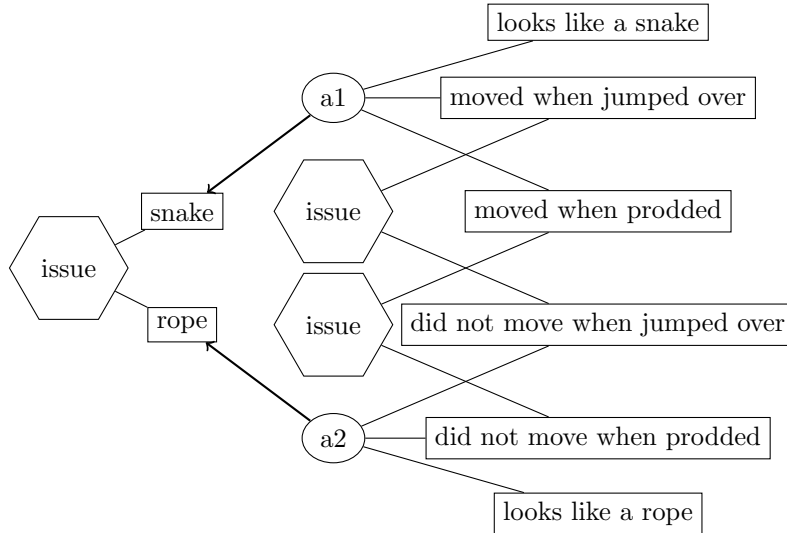 looks like a snake
a1
moved when jumped over
snake
issue
moved when prodded
issue
rope
issue
did not move when jumped over
a2
did not move when prodded
looks like a rope